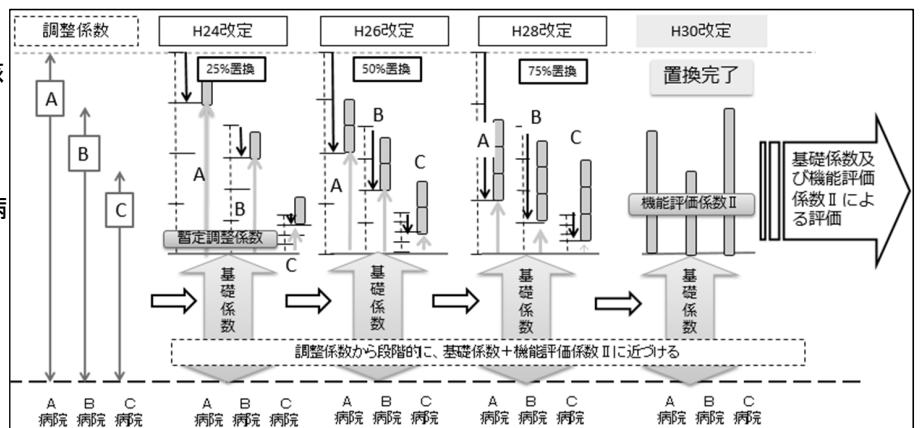 調整係数
H24改定
H26改定
H28改定
H30改定
25%置換
50%置換
75%置換
置換完了
A
B
C
A
B
C
A
B
C
A
B
C
暫定調整係数
機能評価係数Ⅱ
基礎係数及
び機能評価
係数Ⅱによ
る評価
基礎係数
基礎係数
基礎係数
基礎係数
調整係数から段階的に、基礎係数＋機能評価係数Ⅱに近づける
A
病院
B
病院
C
病院
A
病院
B
病院
C
病院
A
病院
B
病院
C
病院
A
病院
B
病院
C
病院
A
病院
B
病院
C
病院